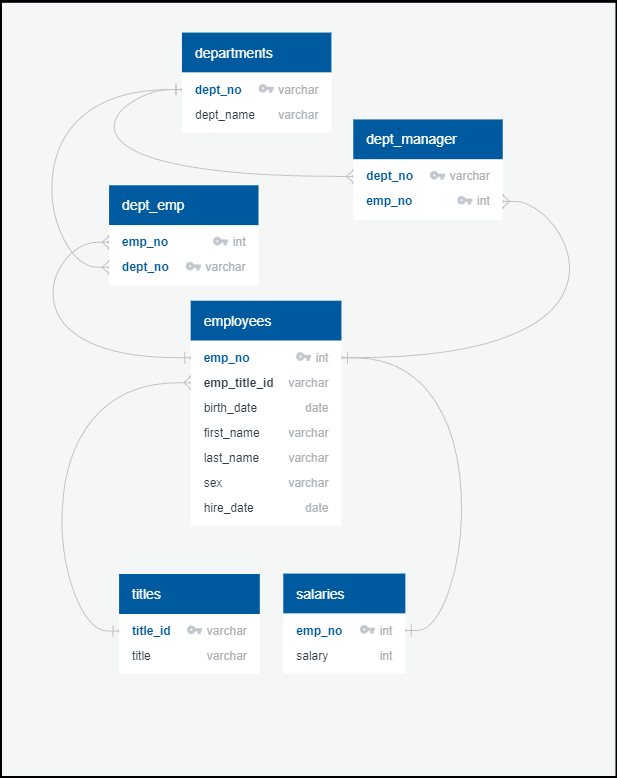 departments
dept_no varchar
dept_name varchar
dept_manager
dept_no varchar
emp_no int
dept_emp
emp_no int
dept_no varchar
employees
emp_no int
emp_title_id varchar
birth_date date
first_name varchar
last_name varchar
sex varchar
hire_date date
titles
title_id varchar
title varchar
salaries
emp_no int
salary int